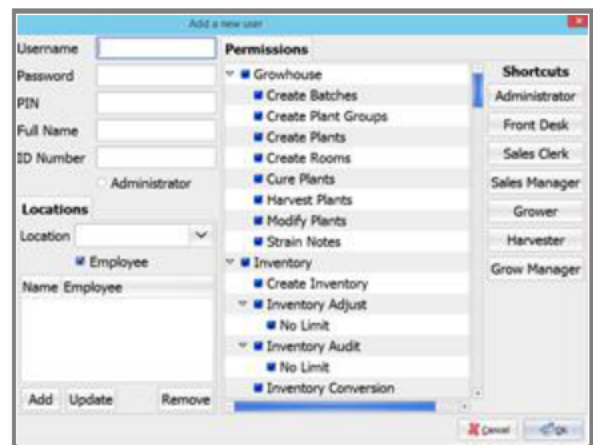 Add a new user
Username
Password
PIN
Full Name
ID Number
Administrator
Locations
Location
Employee
Name Employee
Add Update Remove
Permissions
Growhouse
Create Batches
Create Plant Groups
Create Plants
Create Rooms
Cure Plants
Harvest Plants
Modify Plants
Strain Notes
Inventory
Create Inventory
Inventory Adjust
No Limit
Inventory Audit
No Limit
Inventory Conversion
Shortcuts
Administrator
Front Desk
Sales Clerk
Sales Manager
Grower
Harvester
Grow Manager
Cancel OK